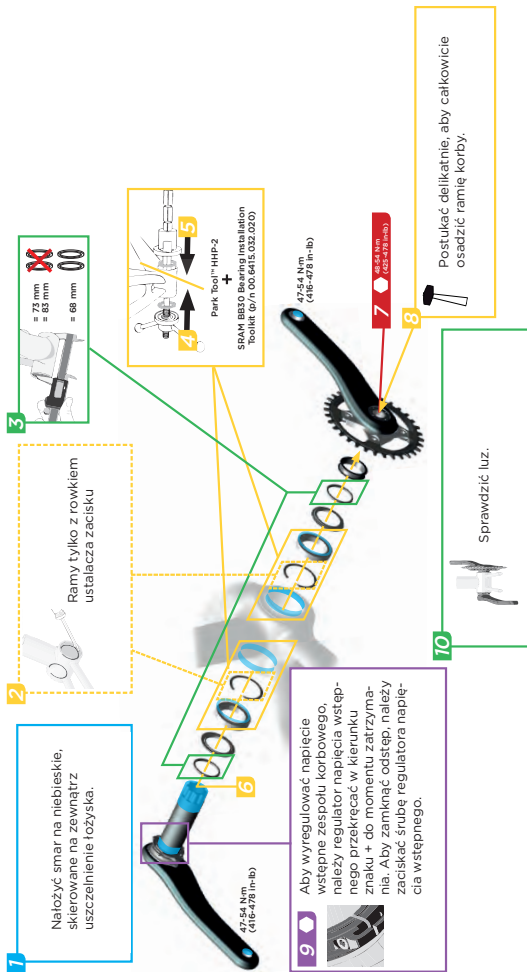 1
Nałożyć smar na niebieskie,
skierowane na zewnątrz
uszczelnienie łożyska.
2
Ramy tylko z rowkiem
ustalacza zacisku
3
= 73 mm
= 83 mm
= 68 mm
4
5
Park Tool™ HHP-2
+
SRAM BB30 Bearing Installation
Toolkit (p/n 00.6415.032.020)
6
47-54 N·m
(416-478 in-lb)
47-54 N·m
(416-478 in-lb)
7
48-54 N·m
(425-478 in-lb)
8
Postukać delikatnie, aby całkowicie
osadzić ramię korby.
9
Aby wyregulować napięcie
wstępne zespołu korbowego,
należy regulator napięcia wstęp-
nego przekręcać w kierunku
znaku + do momentu zatrzyma-
nia. Aby zamknąć odstęp, należy
zaciskać śrubę regulatora napię-
cia wstępnego.
10
Sprawdzić luz.